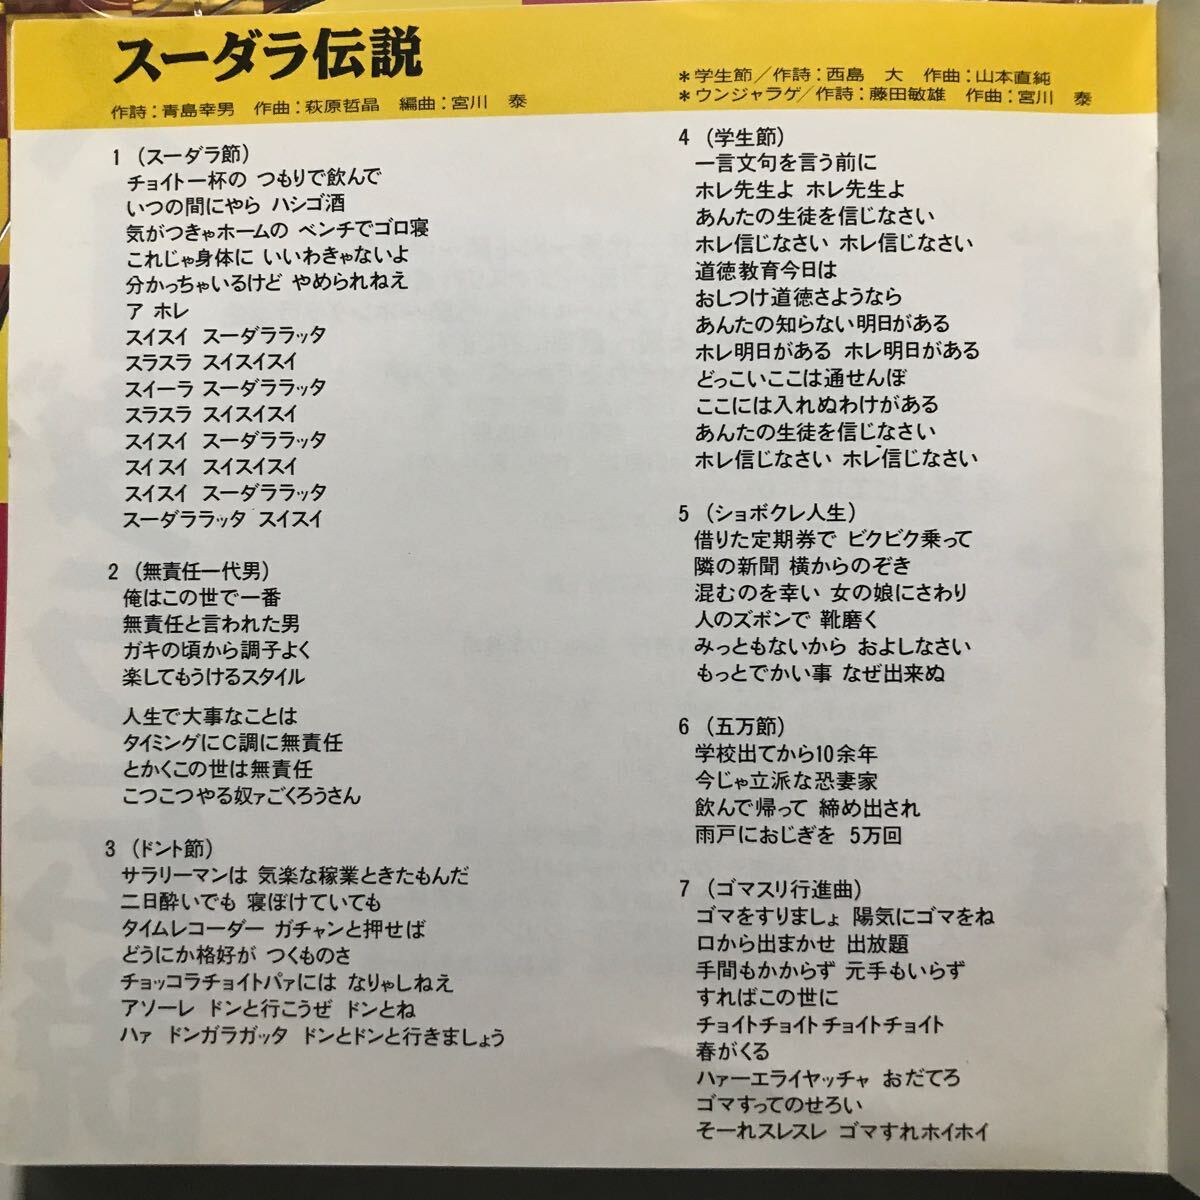 スーダラ伝説
作詩：青島幸男 作曲：萩原哲晶 編曲：宮川 泰
＊学生節／作詩：西島 大 作曲：山本直純
＊ウンジャラゲ／作詩：藤田敏雄 作曲：宮川 泰
1 （スーダラ節）
チョイト一杯の つもりで飲んで
いつの間にやら ハシゴ酒
気がつきゃホームの ベンチでゴロ寝
これじゃ身体に いいわきゃないよ
分かっちゃいるけど やめられねえ
ア ホレ
スイスイ スーダララッタ
スラスラ スイスイスイ
スイーラ スーダララッタ
スラスラ スイスイスイ
スイスイ スーダララッタ
スイスイ スイスイスイ
スイスイ スーダララッタ
スーダララッタ スイスイ
2 （無責任一代男）
俺はこの世で一番
無責任と言われた男
ガキの頃から調子よく
楽してもうけるスタイル
人生で大事なことは
タイミングにC調に無責任
とかくこの世は無責任
こつこつやる奴ァごくろうさん
3 （ドント節）
サラリーマンは 気楽な稼業ときたもんだ
二日酔いでも 寝ぼけていても
タイムレコーダー ガチャンと押せば
どうにか格好が つくものさ
チョッコラチョイトパァには なりゃしねえ
アソーレ ドンと行こうぜ ドンとね
ハァ ドンガラガッタ ドンとドンと行きましょう
4 （学生節）
一言文句を言う前に
ホレ先生よ ホレ先生よ
あんたの生徒を信じなさい
ホレ信じなさい ホレ信じなさい
道徳教育今日は
おしつけ道徳さようなら
あんたの知らない明日がある
ホレ明日がある ホレ明日がある
どっこいここは通せんぼ
ここには入れぬわけがある
あんたの生徒を信じなさい
ホレ信じなさい ホレ信じなさい
5 （ショボクレ人生）
借りた定期券で ビクビク乗って
隣の新聞 横からのぞき
混むのを幸い 女の娘にさわり
人のズボンで 靴磨く
みっともないから およしなさい
もっとでかい事 なぜ出来ぬ
6 （五万節）
学校出てから10余年
今じゃ立派な恐妻家
飲んで帰って 締め出され
雨戸におじぎを 5万回
7 （ゴマスリ行進曲）
ゴマをすりましょ 陽気にゴマをね
口から出まかせ 出放題
手間もかからず 元手もいらず
すればこの世に
チョイトチョイト チョイトチョイト
春がくる
ハァーエライヤッチャ おだてろ
ゴマすってのせろい
そーれスレスレ ゴマすれホイホイ